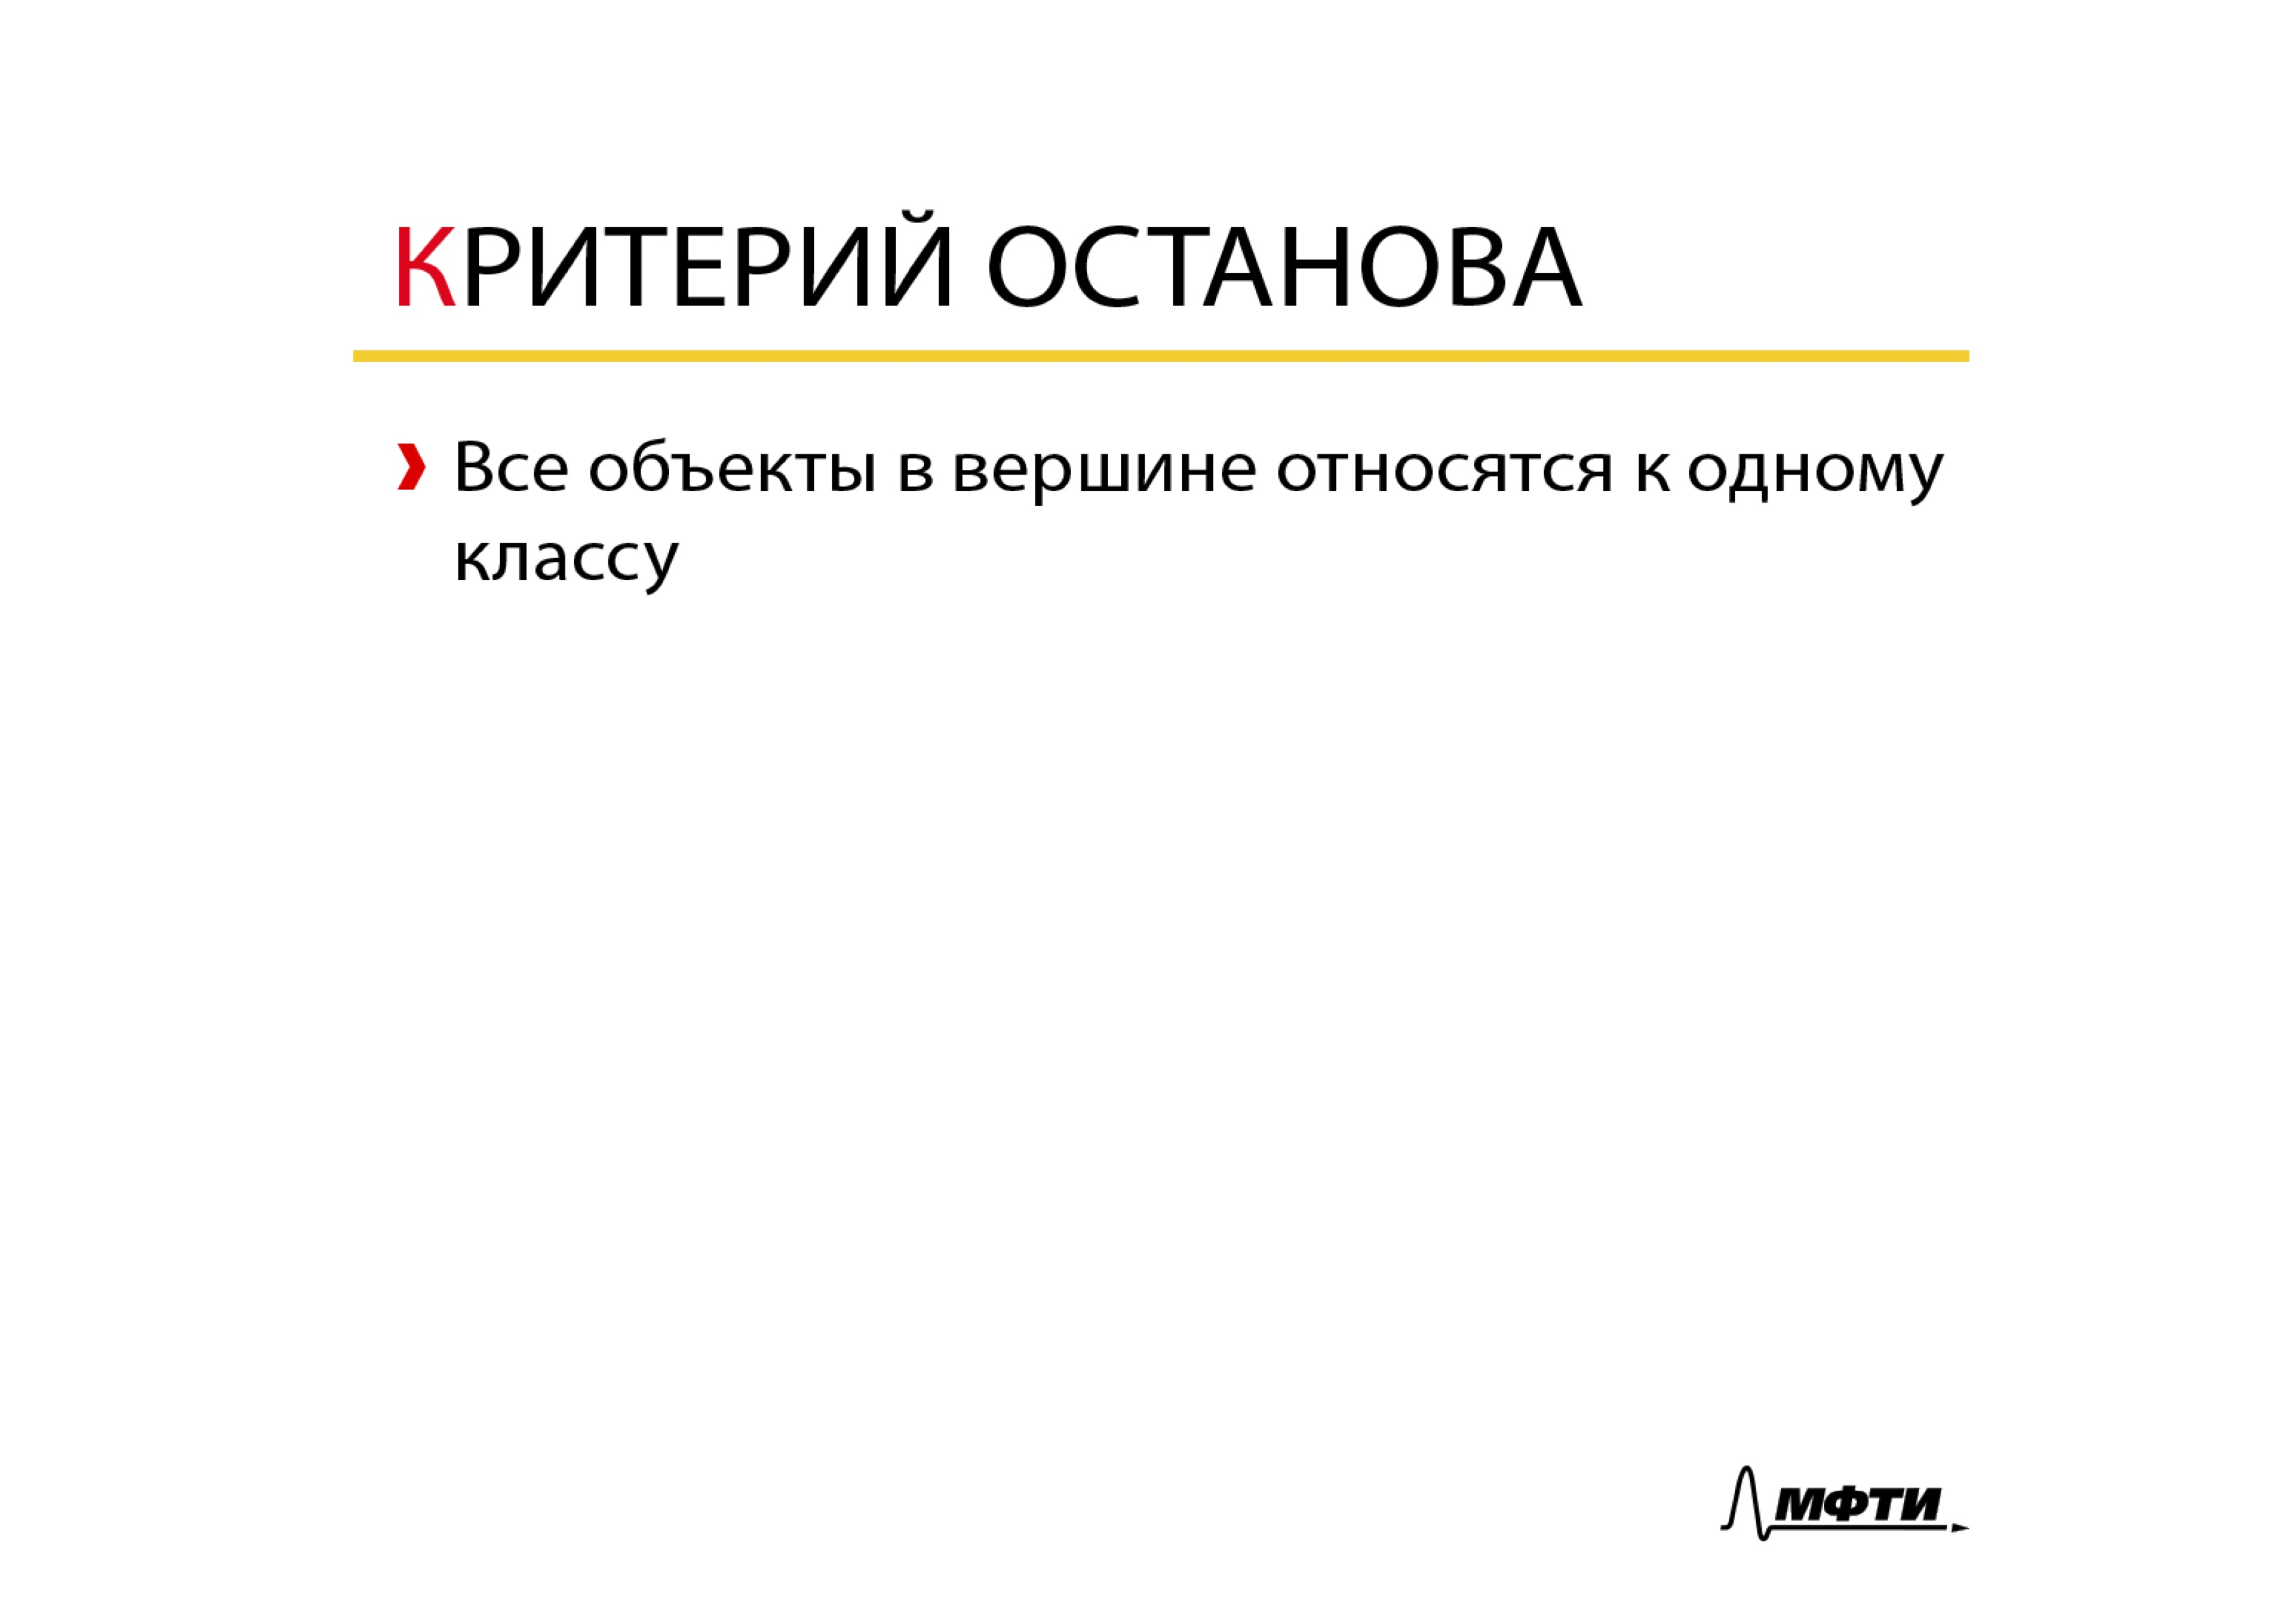 КРИТЕРИЙ ОСТАНОВА
Все объекты в вершине относятся к одному
классу
МФТИ